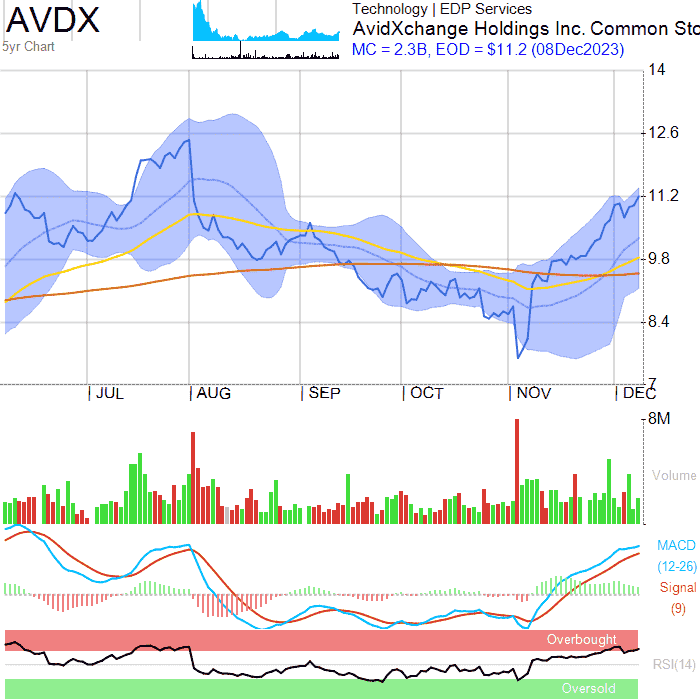 AVDX
5yr Chart
Technology | EDP Services
AvidXchange Holdings Inc. Common Sto
MC = 2.3B, EOD = $11.2 (08Dec2023)
14
12.6
11.2
9.8
8.4
7
JUL AUG SEP OCT NOV DEC
8M
Volume
MACD
(12-26)
Signal
(9)
Overbought
RSI(14)
Oversold